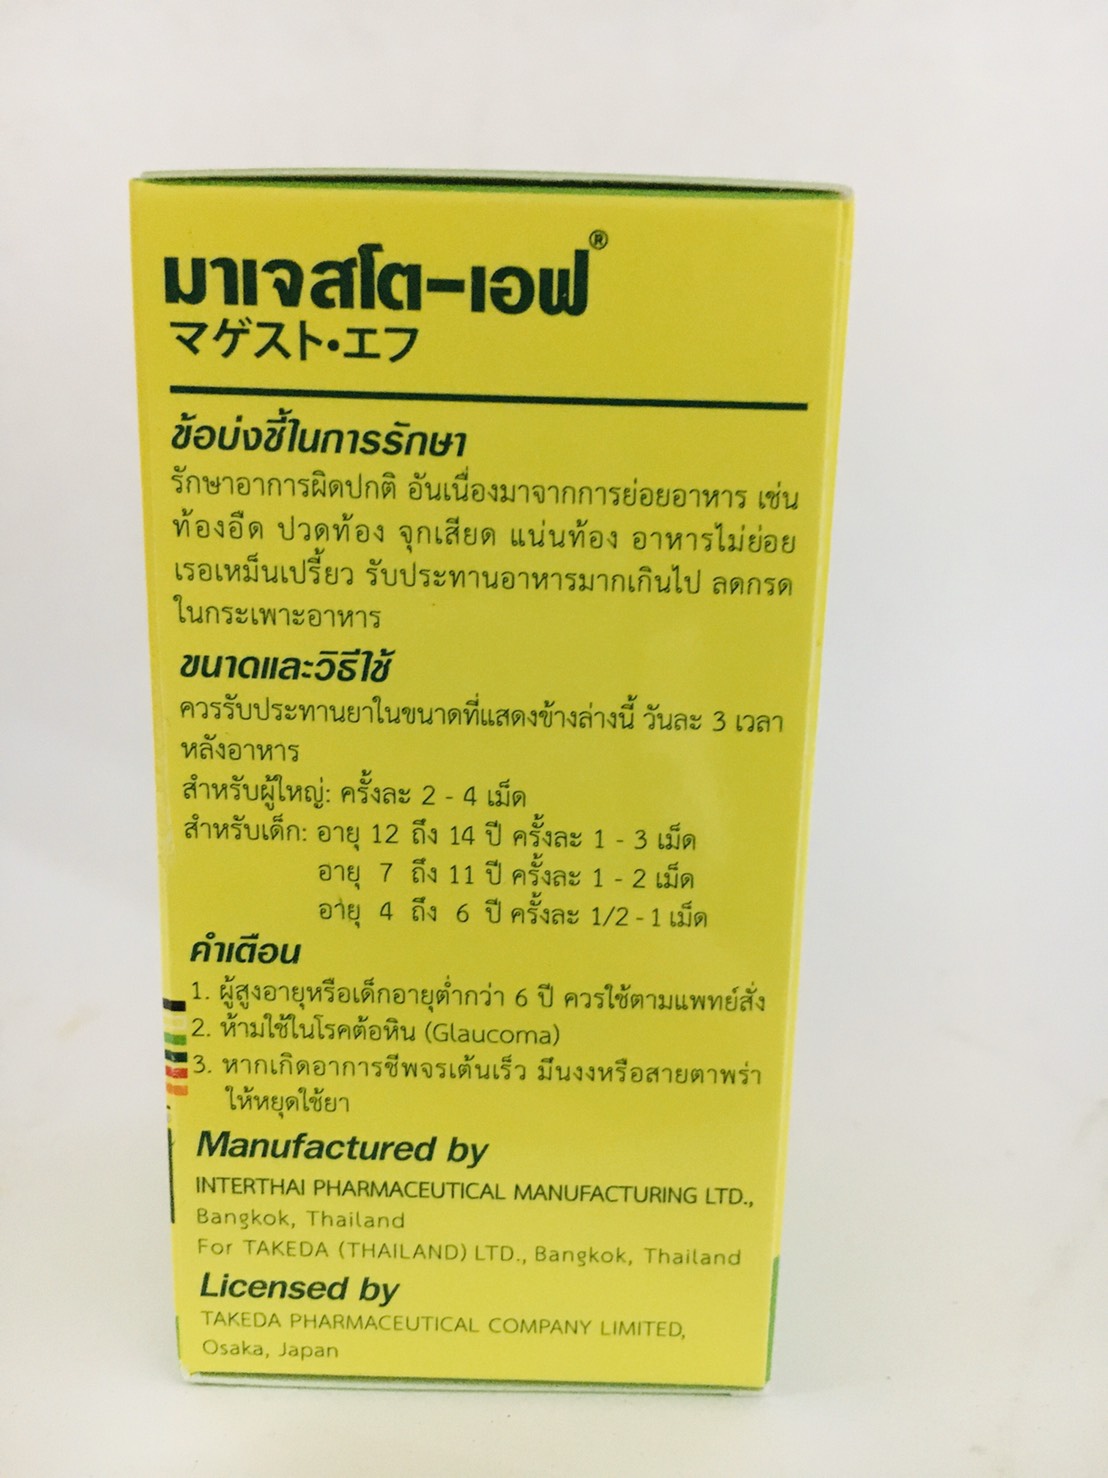 มาเจสโต-เอฟ®
マゲスト・エフ
ข้อบ่งชี้ในการรักษา
รักษาอาการผิดปกติ อันเนื่องมาจากการย่อยอาหาร เช่น
ท้องอืด ปวดท้อง จุกเสียด แน่นท้อง อาหารไม่ย่อย
เรอเหม็นเปรี้ยว รับประทานอาหารมากเกินไป ลดกรด
ในกระเพาะอาหาร
ขนาดและวิธีใช้
ควรรับประทานยาในขนาดที่แสดงข้างล่างนี้ วันละ 3 เวลา
หลังอาหาร
สำหรับผู้ใหญ่: ครั้งละ 2 - 4 เม็ด
สำหรับเด็ก: อายุ 12 ถึง 14 ปี ครั้งละ 1 - 3 เม็ด
อายุ 7 ถึง 11 ปี ครั้งละ 1 - 2 เม็ด
อายุ 4 ถึง 6 ปี ครั้งละ 1/2 - 1 เม็ด
คำเตือน
1. ผู้สูงอายุหรือเด็กอายุต่ำกว่า 6 ปี ควรใช้ตามแพทย์สั่ง
2. ห้ามใช้ในโรคต้อหิน (Glaucoma)
3. หากเกิดอาการชีพจรเต้นเร็ว มึนงงหรือสายตาพร่า
ให้หยุดใช้ยา
Manufactured by
INTERTHAI PHARMACEUTICAL MANUFACTURING LTD.,
Bangkok, Thailand
For TAKEDA (THAILAND) LTD., Bangkok, Thailand
Licensed by
TAKEDA PHARMACEUTICAL COMPANY LIMITED,
Osaka, Japan